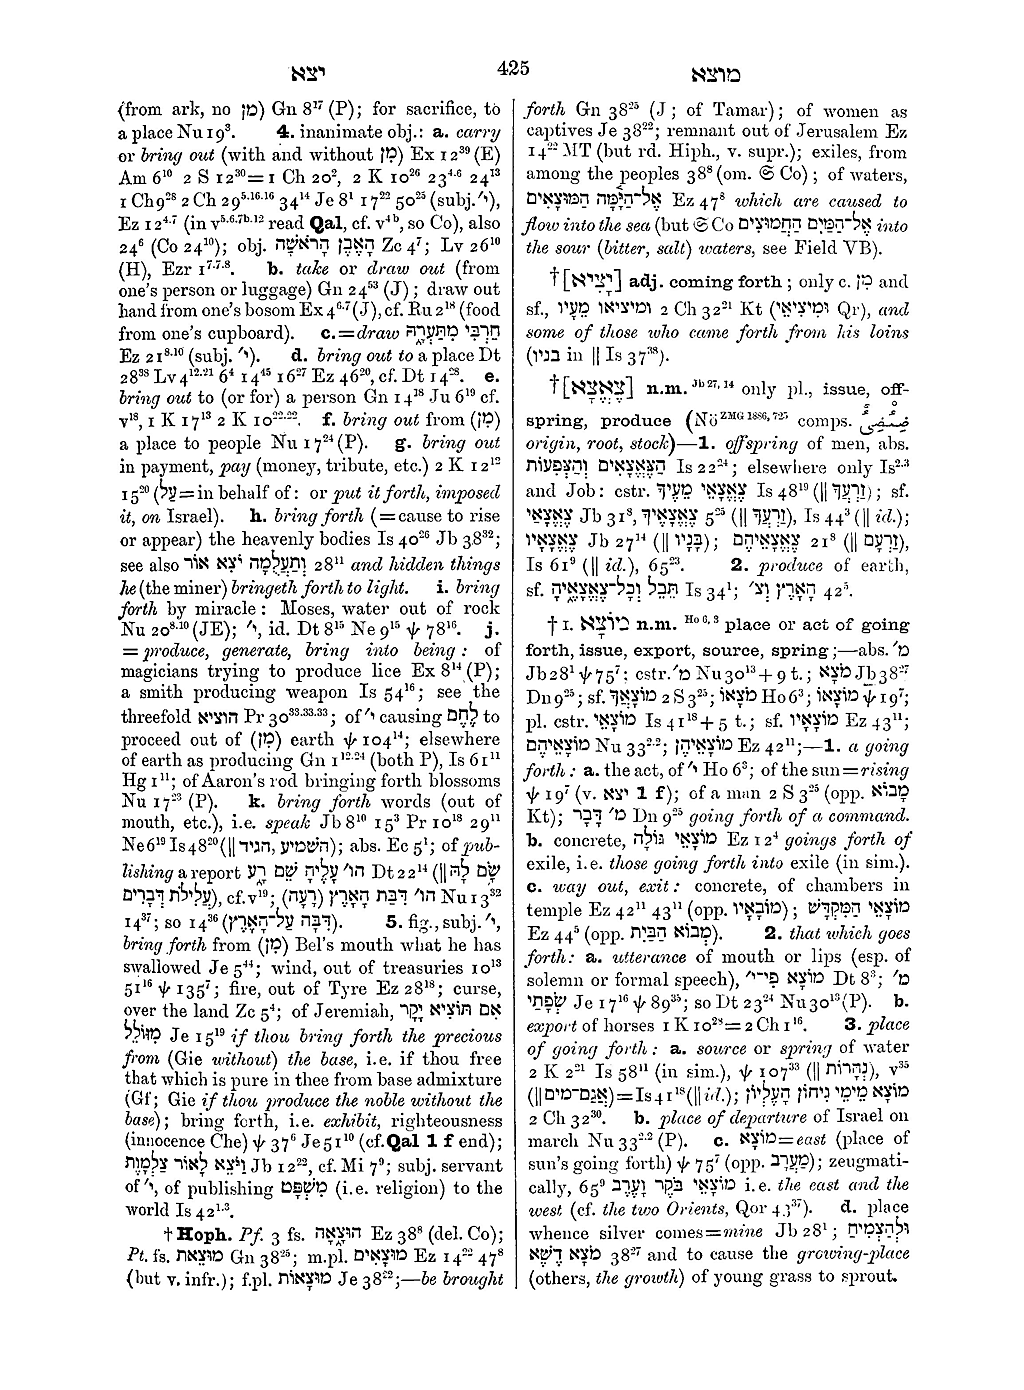 יצא
425
מוצא
(from ark, no מִן) Gn 8¹⁷ (P); for sacrifice, to
a place Nu 19³. 4. inanimate obj.: a. carry
or bring out (with and without מִן) Ex 12³⁹ (E)
Am 6¹⁰ 2 S 12³⁰=1 Ch 20², 2 K 10²⁶ 23⁴·⁶ 24¹³
1 Ch 9²⁸ 2 Ch 29⁵·¹⁶·¹⁶ 34¹⁴ Je 8¹ 17²² 50²⁵ (subj. י׳),
Ez 12⁴·⁷ (in v⁵·⁶·⁷ᵇ·¹² read Qal, cf. v⁴ᵇ, so Co), also
24⁶ (Co 24¹⁰); obj. הָאֶבֶן הָראשָׁה Zc 4⁷; Lv 26¹⁰
(H), Ezr 1⁷·⁷·⁸. b. take or draw out (from
one's person or luggage) Gn 24⁵³ (J); draw out
hand from one's bosom Ex 4⁶·⁷ (J), cf. Ru 2¹⁸ (food
from one's cupboard). c. = draw חַרְבִּי מִתַּעְרָהּ
Ez 21⁸·¹⁰ (subj. י׳). d. bring out to a place Dt
28³⁸ Lv 4¹²·²¹ 6⁴ 14⁴⁵ 16²⁷ Ez 46²⁰, cf. Dt 14²⁸. e.
bring out to (or for) a person Gn 14¹⁸ Ju 6¹⁹ cf.
v¹⁸, 1 K 17¹³ 2 K 10²²·²². f. bring out from (מִן)
a place to people Nu 17²⁴ (P). g. bring out
in payment, pay (money, tribute, etc.) 2 K 12¹²
15²⁰ (עַל = in behalf of: or put it forth, imposed
it, on Israel). h. bring forth (= cause to rise
or appear) the heavenly bodies Is 40²⁶ Jb 38³²;
see also וְתַעֲלֻמָהּ יֹצִא אוֹר 28¹¹ and hidden things
he (the miner) bringeth forth to light. i. bring
forth by miracle: Moses, water out of rock
Nu 20⁸·¹⁰ (JE); י׳, id. Dt 8¹⁵ Ne 9¹⁵ ψ 78¹⁶. j.
= produce, generate, bring into being: of
magicians trying to produce lice Ex 8¹⁴ (P);
a smith producing weapon Is 54¹⁶; see the
threefold הוציא Pr 30³³·³³·³³; of י׳ causing לֶחֶם to
proceed out of (מִן) earth ψ 104¹⁴; elsewhere
of earth as producing Gn 1¹²·²⁴ (both P), Is 61¹¹
Hg 1¹¹; of Aaron's rod bringing forth blossoms
Nu 17²³ (P). k. bring forth words (out of
mouth, etc.), i.e. speak Jb 8¹⁰ 15³ Pr 10¹⁸ 29¹¹
Ne 6¹⁹ Is 48²⁰ (|| הגיד, השמיע); abs. Ec 5¹; of pub-
lishing a report הו׳ עָלֶיהָ שֵׁם רַע Dt 22¹⁴ (|| שָׂם לָהּ
עֲלִילֹת דְּבָרִים), cf. v¹⁹; הו׳ דִּבַּת הָאָרֶץ (רָעָה) Nu 13³²
14³⁷; so 14³⁶ (דִּבָּה עַל־הָאָרֶץ). 5. fig., subj. י׳,
bring forth from (מִן) Bel's mouth what he has
swallowed Je 5⁴⁴; wind, out of treasuries 10¹³
51¹⁶ ψ 135⁷; fire, out of Tyre Ez 28¹⁸; curse,
over the land Zc 5⁴; of Jeremiah, אִם תּוֹצִיא יָקָר
מִזּוֹלֵל Je 15¹⁹ if thou bring forth the precious
from (Gie without) the base, i.e. if thou free
that which is pure in thee from base admixture
(Gf; Gie if thou produce the noble without the
base); bring forth, i.e. exhibit, righteousness
(innocence Che) ψ 37⁶ Je 51¹⁰ (cf. Qal 1 f end);
וַיֹּצֵא לָאוֹר צַלְמָוֶת Jb 12²², cf. Mi 7⁹; subj. servant
of י׳, of publishing מִשְׁפָּט (i.e. religion) to the
world Is 42¹·³.
†Hoph. Pf. 3 fs. הוּצָאָה Ez 38⁸ (del. Co);
Pt. fs. מוּצֵאת Gn 38²⁵; m.pl. מוּצָאִים Ez 14²² 47⁸
(but v. infr.); f.pl. מוּצָאוֹת Je 38²²;—be brought
forth Gn 38²⁵ (J; of Tamar); of women as
captives Je 38²²; remnant out of Jerusalem Ez
14²² MT (but rd. Hiph., v. supr.); exiles, from
among the peoples 38⁸ (om. 𝔖 Co); of waters,
אֶל־הַיָּמָּה הַמּוּצָאִים Ez 47⁸ which are caused to
flow into the sea (but 𝔖 Co אֶל־הַמַּיִם הַחֲמוּצִים into
the sour (bitter, salt) waters, see Field VB).
†[יָצִיא] adj. coming forth; only c. מִן and
sf., וּמִיצִיאוֹ מֵעָיו 2 Ch 32²¹ Kt (וּמִיצִיאֵי Qr), and
some of those who came forth from his loins
(בניו in || Is 37³⁸).
†[צֶאֱצָא] n.m. ᴶᵇ ²⁷, ¹⁴ only pl., issue, off-
spring, produce (Nö ZMG 1886, 725 comps. ضِئْضِئٌ
origin, root, stock)—1. offspring of men, abs.
הַצֶּאֱצָאִים וְהַצְּפִעוֹת Is 22²⁴; elsewhere only Is²·³
and Job: cstr. צֶאֱצָאֵי מֵעֶיךָ Is 48¹⁹ (|| זַרְעֶךָ); sf.
צֶאֱצָאַי Jb 31⁸, צֶאֱצָאֶיךָ 5²⁵ (|| זַרְעֶךָ), Is 44³ (|| id.);
צֶאֱצָאָיו Jb 27¹⁴ (|| בָּנָיו); צֶאֱצָאֵיהֶם 21⁸ (|| זַרְעָם),
Is 61⁹ (|| id.), 65²³. 2. produce of earth,
sf. תֵּבֵל וְכָל־צֶאֱצָאֶיהָ Is 34¹; הָאָרֶץ וְצ׳ 42⁵.
† I. מוֹצָא n.m. ᴴᵒ ⁶, ³ place or act of going
forth, issue, export, source, spring;—abs. מ׳
Jb 28¹ ψ 75⁷; cstr. מ׳ Nu 30¹³ + 9 t.; מֹצָא Jb 38²⁷
Dn 9²⁵; sf. מוֹצָאֲךָ 2 S 3²⁵; מֹצָאוֹ Ho 6³; מוֹצָאוֹ ψ 19⁷;
pl. cstr. מוֹצָאֵי Is 41¹⁸ + 5 t.; sf. מוֹצָאָיו Ez 43¹¹;
מוֹצָאֵיהֶם Nu 33²·²; מוֹצָאֵיהֶן Ez 42¹¹;—1. a going
forth: a. the act, of י׳ Ho 6³; of the sun = rising
ψ 19⁷ (v. יצא 1 f); of a man 2 S 3²⁵ (opp. מָבוֹא
Kt); מ׳ דָבָר Dn 9²⁵ going forth of a command.
b. concrete, מוֹצָאֵי גּוֹלָה Ez 12⁴ goings forth of
exile, i.e. those going forth into exile (in sim.).
c. way out, exit: concrete, of chambers in
temple Ez 42¹¹ 43¹¹ (opp. מוֹבָאָיו); מוֹצָאֵי הַמִּקְדָּשׁ
Ez 44⁵ (opp. מְבוֹא הַבַּיִת). 2. that which goes
forth: a. utterance of mouth or lips (esp. of
solemn or formal speech), מוֹצָא פִי־י׳ Dt 8³; מ׳
שְׂפָתַי Je 17¹⁶ ψ 89³⁵; so Dt 23²⁴ Nu 30¹³ (P). b.
export of horses 1 K 10²⁸ = 2 Ch 1¹⁶. 3. place
of going forth: a. source or spring of water
2 K 2²¹ Is 58¹¹ (in sim.), ψ 107³³ (|| נְהָרוֹת), v³⁵
(|| אֲגַם־מים) = Is 41¹⁸ (|| id.); מוֹצָא מֵימֵי גִיחוֹן הָעֶלְיוֹן
2 Ch 32³⁰. b. place of departure of Israel on
march Nu 33²·² (P). c. מוֹצָא = east (place of
sun's going forth) ψ 75⁷ (opp. מַעֲרָב); zeugmati-
cally, 65⁹ מוֹצָאֵי בֹקֶר וָעֶרֶב i.e. the east and the
west (cf. the two Orients, Qor 43³⁷). d. place
whence silver comes = mine Jb 28¹; וּלְהַצְמִיחַ
מֹצָא דֶשֶׁא 38²⁷ and to cause the growing-place
(others, the growth) of young grass to sprout.